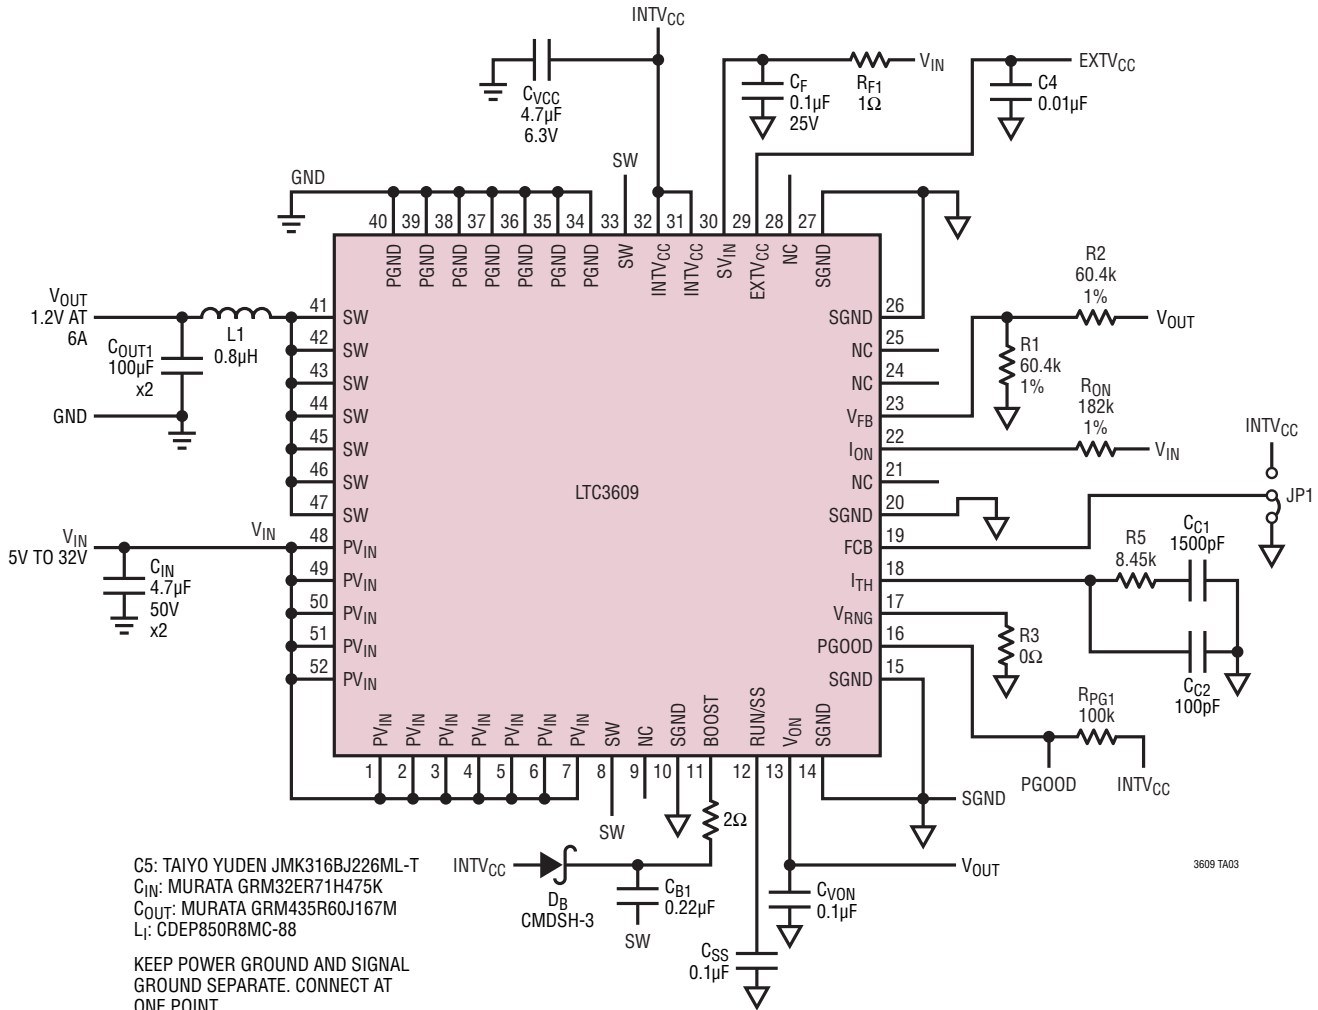 INTVCC
CVCC
4.7µF
6.3V
CF
0.1µF
25V
RF1
1Ω
VIN
EXTVCC
C4
0.01µF
GND
SW
40 39 38 37 36 35 34 33 32 31 30 29 28 27
PGND PGND PGND PGND PGND PGND PGND SW INTVCC INTVCC SVIN EXTVCC NC SGND
VOUT
1.2V AT
6A
COUT1
100µF
x2
L1
0.8µH
GND
VIN
5V TO 32V
CIN
4.7µF
50V
x2
VIN
41 SW
42 SW
43 SW
44 SW
45 SW
46 SW
47 SW
48 PVIN
49 PVIN
50 PVIN
51 PVIN
52 PVIN
LTC3609
SGND 26
NC 25
NC 24
VFB 23
ION 22
NC 21
SGND 20
FCB 19
ITH 18
VRNG 17
PGOOD 16
SGND 15
R2
60.4k
1%
VOUT
R1
60.4k
1%
RON
182k
1%
VIN
INTVCC
JP1
R5
8.45k
CC1
1500pF
CC2
100pF
R3
0Ω
RPG1
100k
PGOOD
INTVCC
PVIN PVIN PVIN PVIN PVIN PVIN PVIN SW NC SGND BOOST RUN/SS VON SGND
1 2 3 4 5 6 7 8 9 10 11 12 13 14
SW
2Ω
SGND
INTVCC
DB
CMDSH-3
CB1
0.22µF
SW
VOUT
CVON
0.1µF
CSS
0.1µF
3609 TA03
C5: TAIYO YUDEN JMK316BJ226ML-T
CIN: MURATA GRM32ER71H475K
COUT: MURATA GRM435R60J167M
LI: CDEP850R8MC-88
KEEP POWER GROUND AND SIGNAL
GROUND SEPARATE. CONNECT AT
ONE POINT